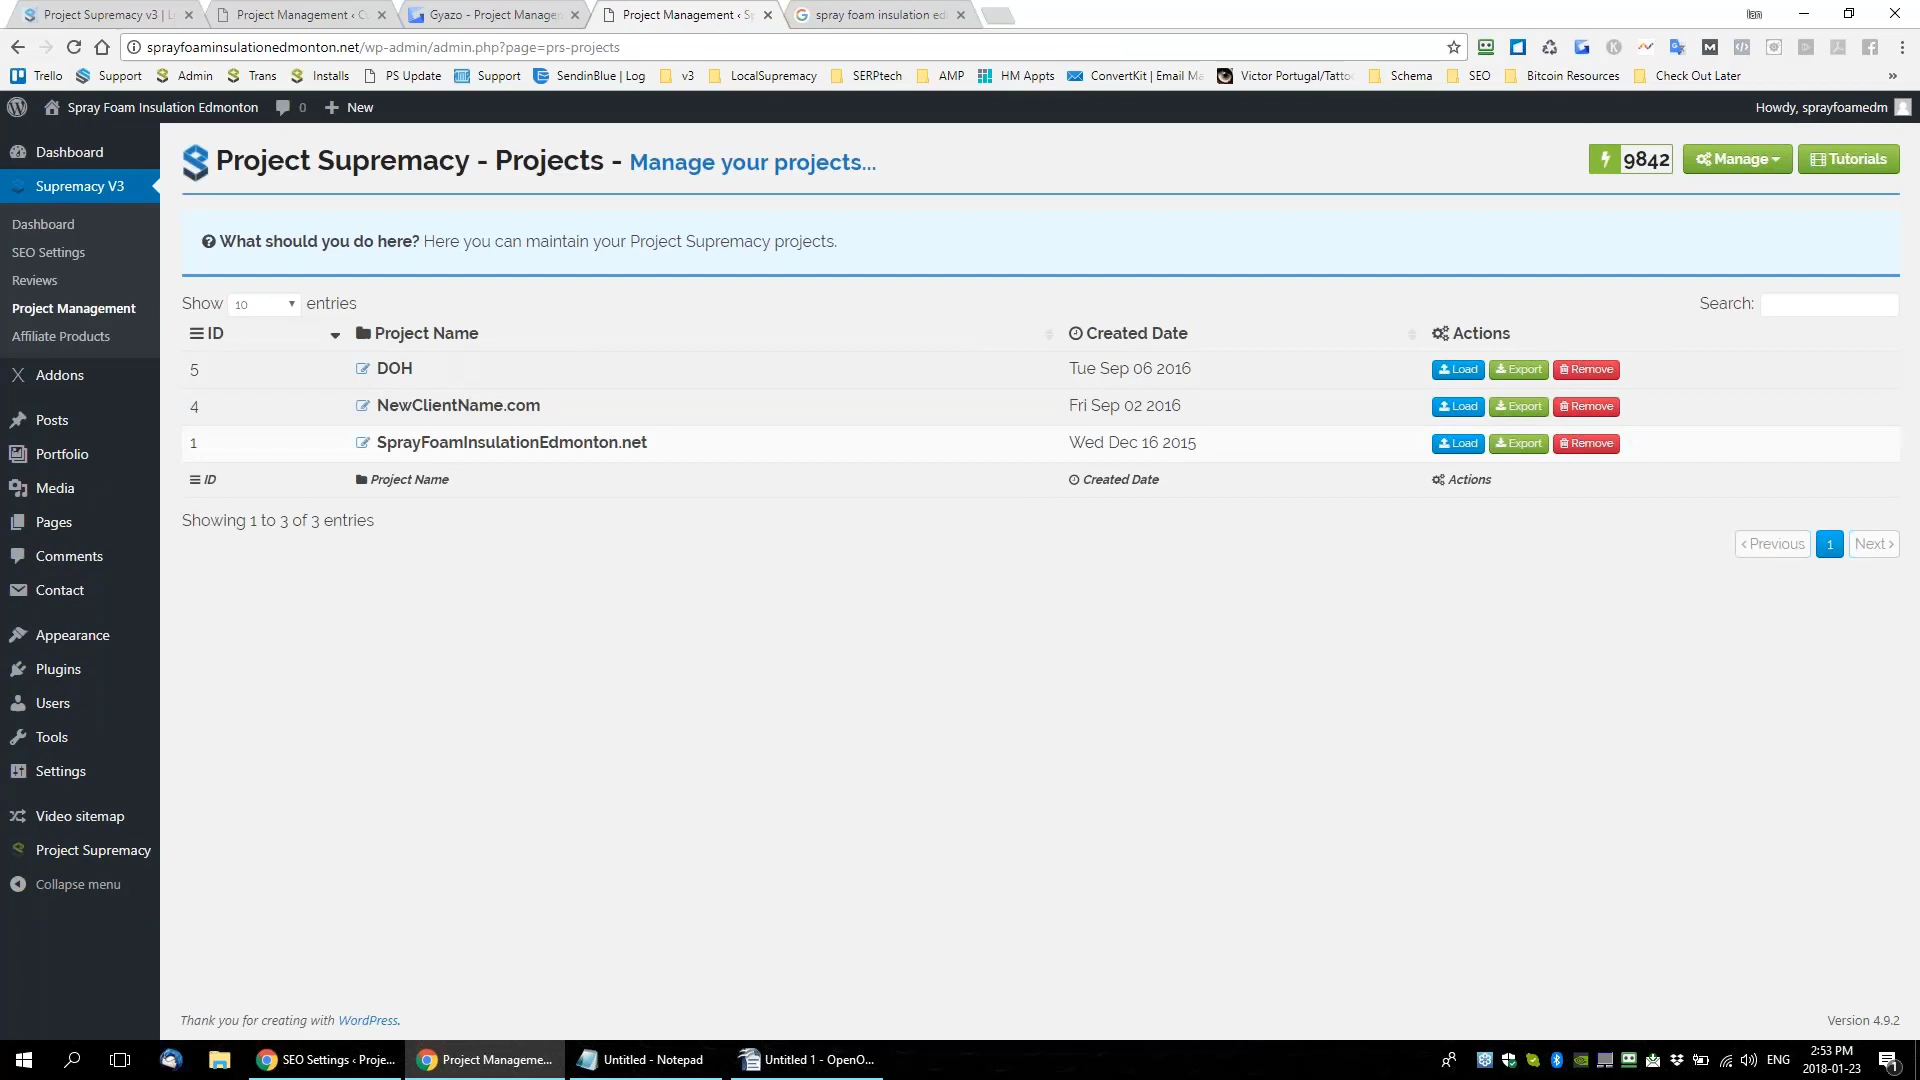 Project Supremacy v3 | L
Project Management ‹ C
Gyazo - Project Manager
Project Management ‹ S
spray foam insulation ed
Ian
sprayfoaminsulationedmonton.net/wp-admin/admin.php?page=prs-projects
Trello
Support
Admin
Trans
Installs
PS Update
Support
SendinBlue | Log
v3
LocalSupremacy
SERPtech
AMP
HM Appts
ConvertKit | Email Ma
Victor Portugal/Tatto
Schema
SEO
Bitcoin Resources
Check Out Later
»
Spray Foam Insulation Edmonton
0
New
Howdy, sprayfoamedm
Dashboard
Supremacy V3
Dashboard
SEO Settings
Reviews
Project Management
Affiliate Products
Addons
Posts
Portfolio
Media
Pages
Comments
Contact
Appearance
Plugins
Users
Tools
Settings
Video sitemap
Project Supremacy
Collapse menu
Project Supremacy - Projects - Manage your projects...
9842
Manage
Tutorials
What should you do here? Here you can maintain your Project Supremacy projects.
Show 10 entries
Search:
ID Project Name Created Date Actions
5 DOH Tue Sep 06 2016 Load Export Remove
4 NewClientName.com Fri Sep 02 2016 Load Export Remove
1 SprayFoamInsulationEdmonton.net Wed Dec 16 2015 Load Export Remove
ID Project Name Created Date Actions
Showing 1 to 3 of 3 entries
‹ Previous 1 Next ›
Thank you for creating with WordPress.
Version 4.9.2
SEO Settings ‹ Proje...
Project Manageme...
Untitled - Notepad
Untitled 1 - OpenO...
ENG
2:53 PM
2018-01-23
1